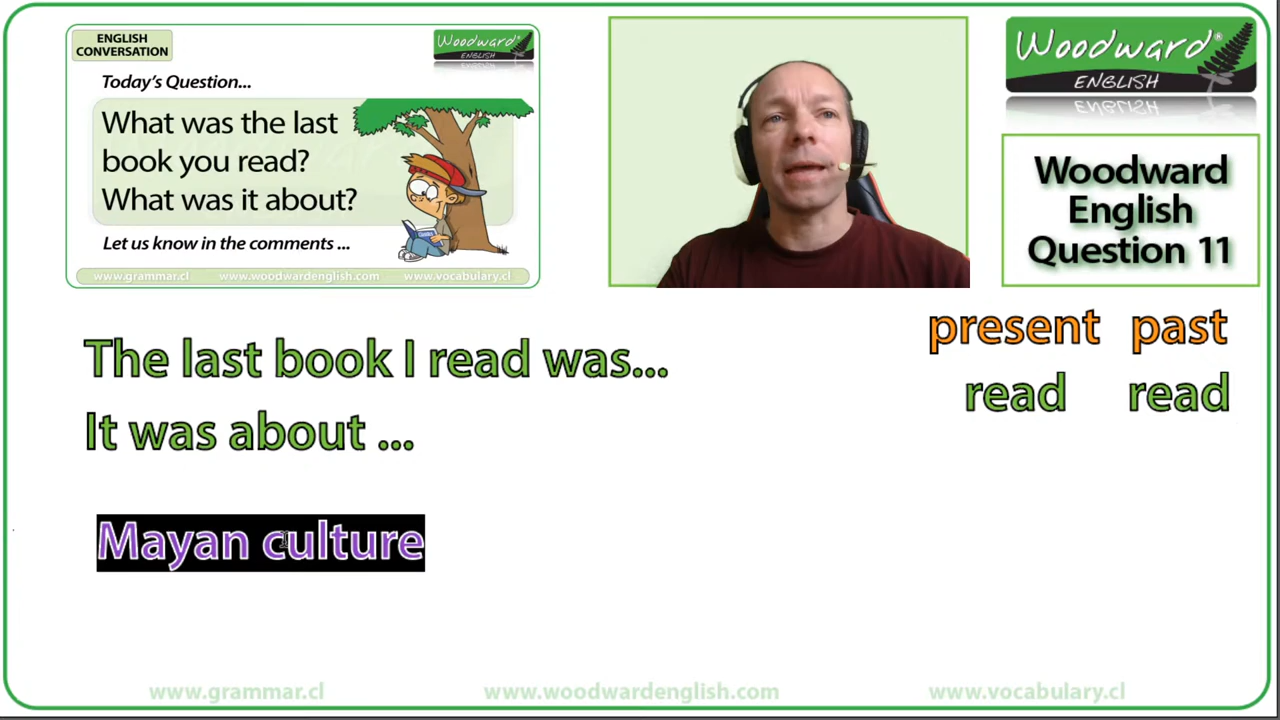 ENGLISH
CONVERSATION
Woodward®
ENGLISH
Today's Question...
What was the last
book you read?
What was it about?
Let us know in the comments ...
www.grammar.cl www.woodwardenglish.com www.vocabulary.cl
Woodward®
ENGLISH
Woodward
English
Question 11
The last book I read was...
It was about ...
Mayan culture
present past
read read
www.grammar.cl www.woodwardenglish.com www.vocabulary.cl